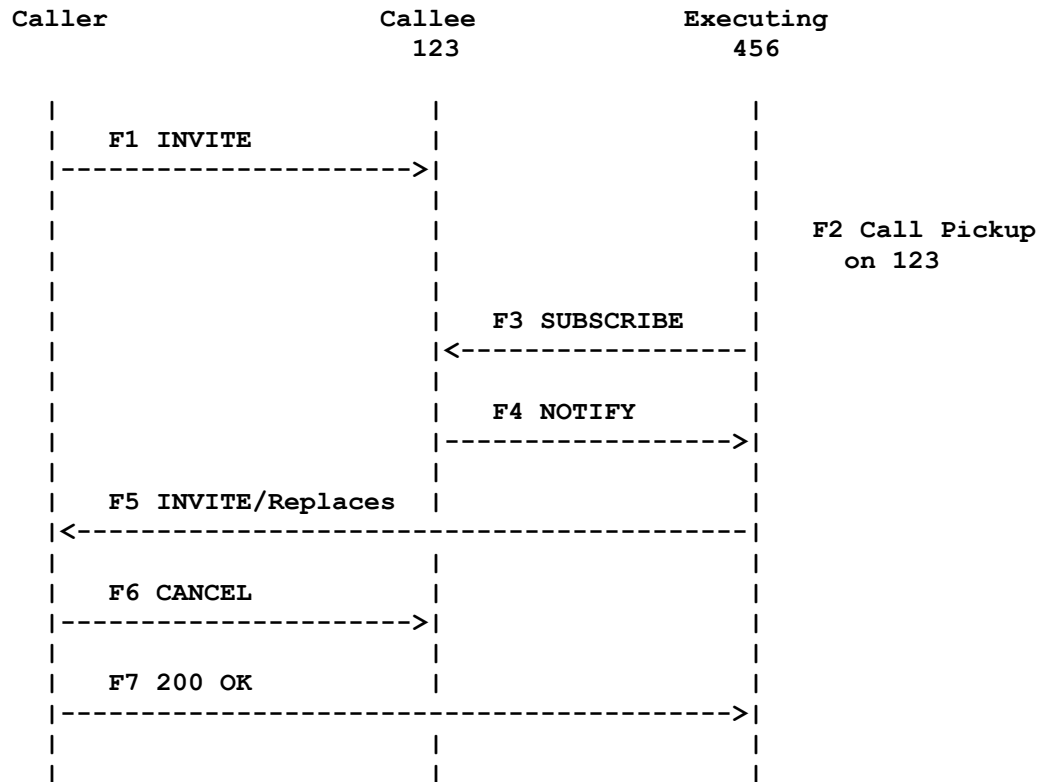 Caller Callee Executing
123 456
F1 INVITE
F2 Call Pickup
on 123
F3 SUBSCRIBE
F4 NOTIFY
F5 INVITE/Replaces
F6 CANCEL
F7 200 OK